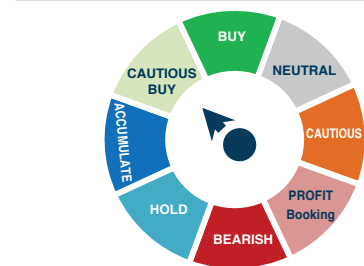 BUY
NEUTRAL
CAUTIOUS
PROFIT
Booking
BEARISH
HOLD
ACCUMULATE
CAUTIOUS
BUY